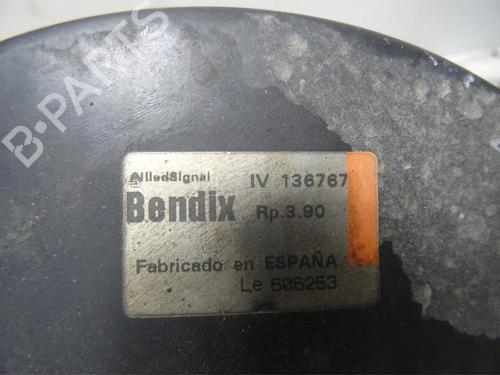 B-PARTS
AlliedSignal IV 136767
Bendix Rp.3.90
Fabricado en ESPAÑA
Le 606253